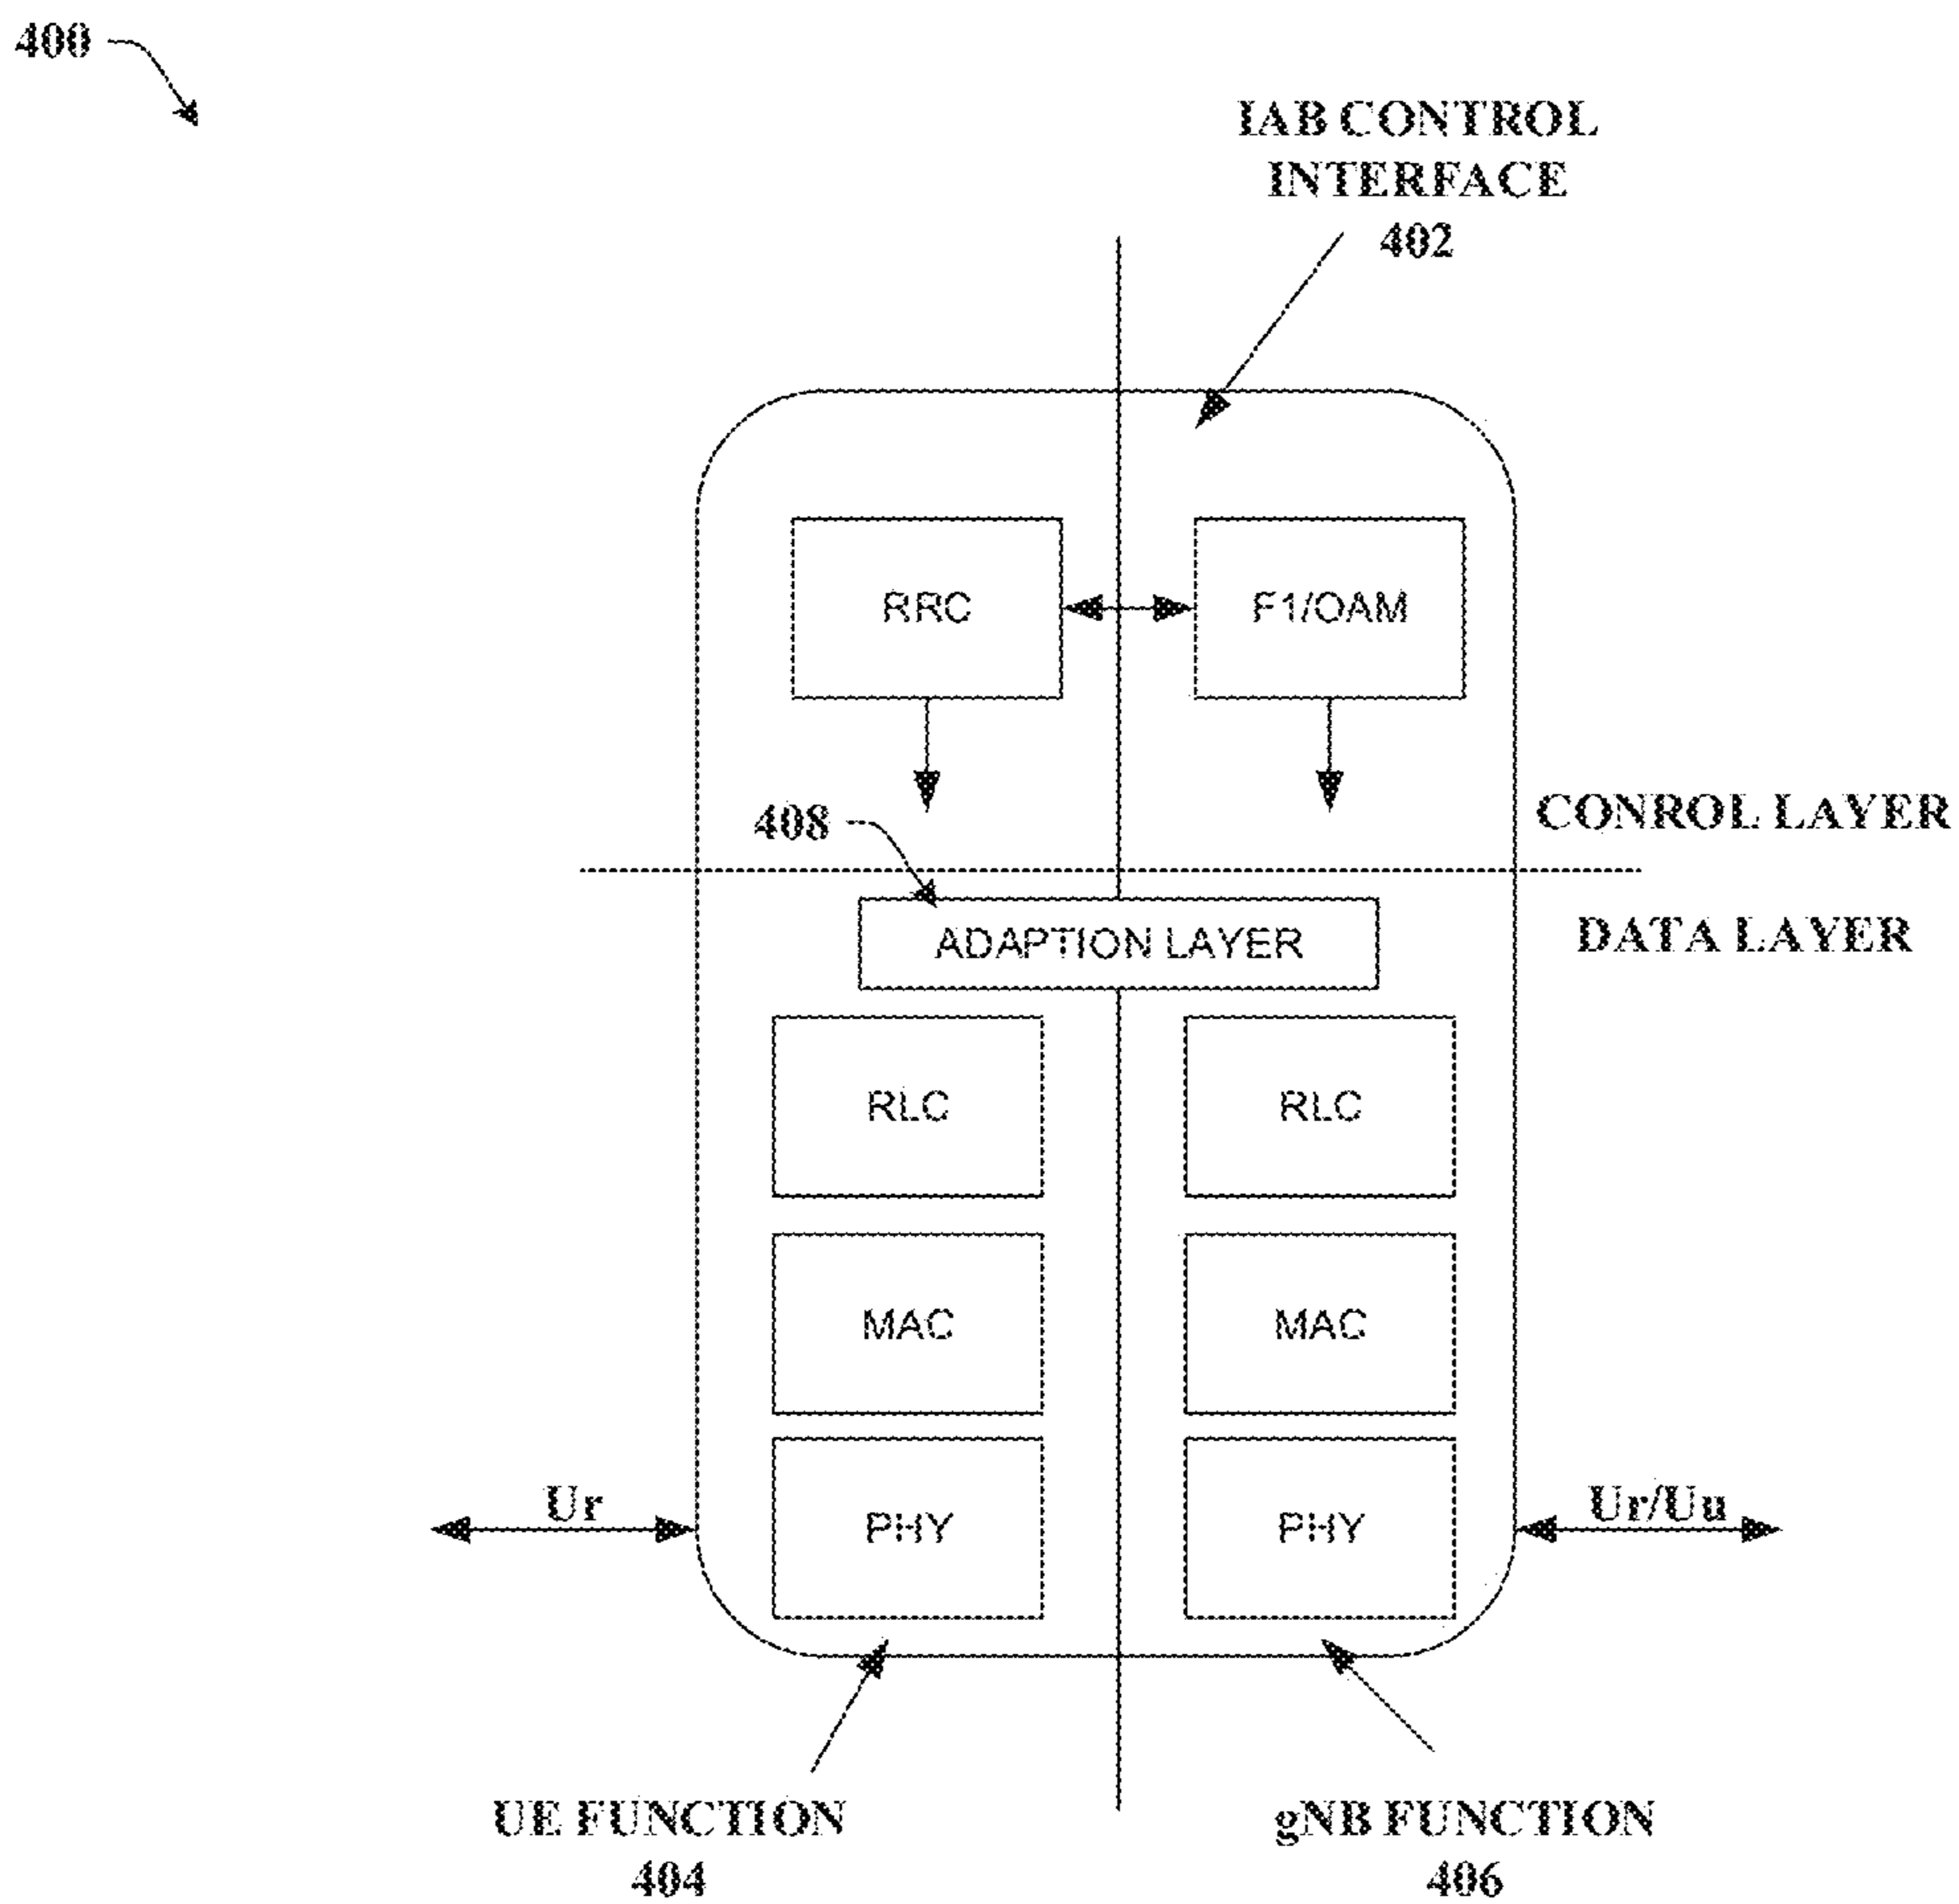 400
IAB CONTROL
INTERFACE
402
RRC
F1/OAM
CONROL LAYER
408
ADAPTION LAYER
DATA LAYER
RLC
RLC
MAC
MAC
Ur
Ur/Uu
PHY
PHY
UE FUNCTION
404
gNB FUNCTION
406